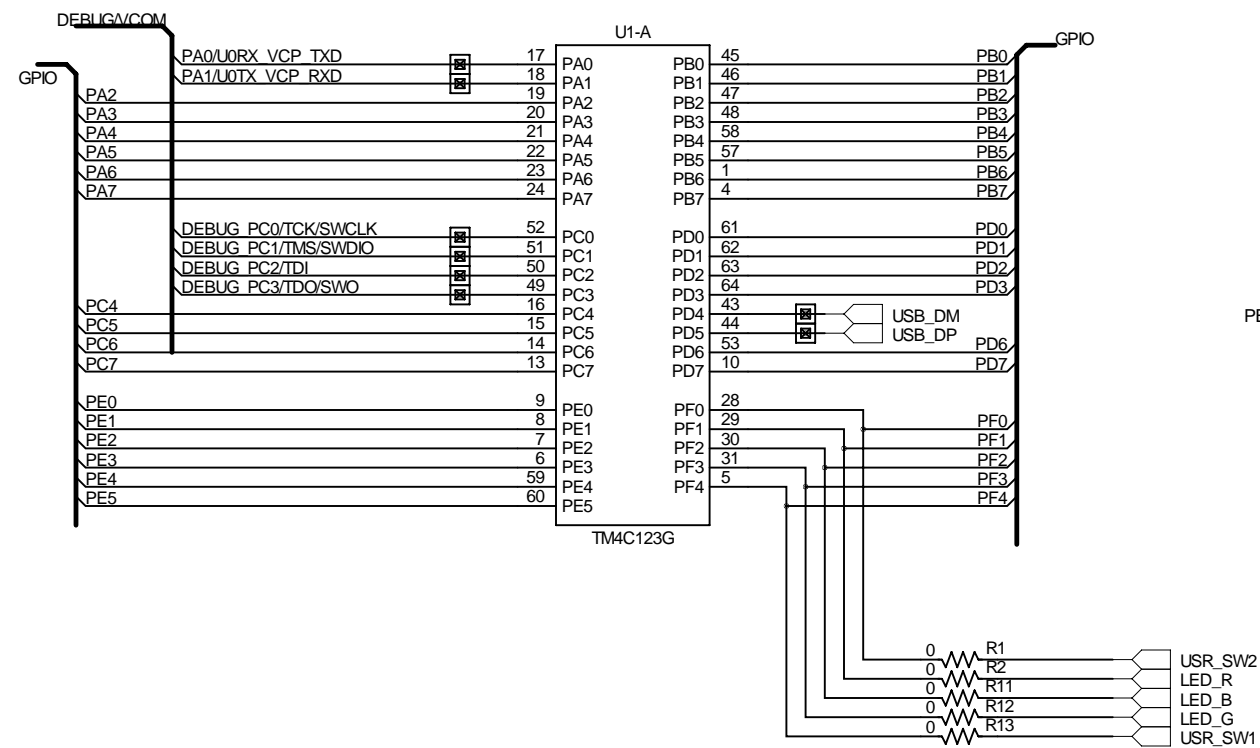 DEBUG/VCOM
U1-A
GPIO
GPIO
PA0/U0RX VCP_TXD 17 PA0 PB0 45 PB0
PA1/U0TX VCP_RXD 18 PA1 PB1 46 PB1
PA2 19 PA2 PB2 47 PB2
PA3 20 PA3 PB3 48 PB3
PA4 21 PA4 PB4 58 PB4
PA5 22 PA5 PB5 57 PB5
PA6 23 PA6 PB6 1 PB6
PA7 24 PA7 PB7 4 PB7
DEBUG_PC0/TCK/SWCLK 52 PC0 PD0 61 PD0
DEBUG_PC1/TMS/SWDIO 51 PC1 PD1 62 PD1
DEBUG_PC2/TDI 50 PC2 PD2 63 PD2
DEBUG_PC3/TDO/SWO 49 PC3 PD3 64 PD3
PC4 16 PC4 PD4 43 USB_DM
PC5 15 PC5 PD5 44 USB_DP
PC6 14 PC6 PD6 53 PD6
PC7 13 PC7 PD7 10 PD7
PE0 9 PE0 PF0 28 PF0
PE1 8 PE1 PF1 29 PF1
PE2 7 PE2 PF2 30 PF2
PE3 6 PE3 PF3 31 PF3
PE4 59 PE4 PF4 5 PF4
PE5 60 PE5
TM4C123G
0 R1 USR_SW2
0 R2 LED_R
0 R11 LED_B
0 R12 LED_G
0 R13 USR_SW1